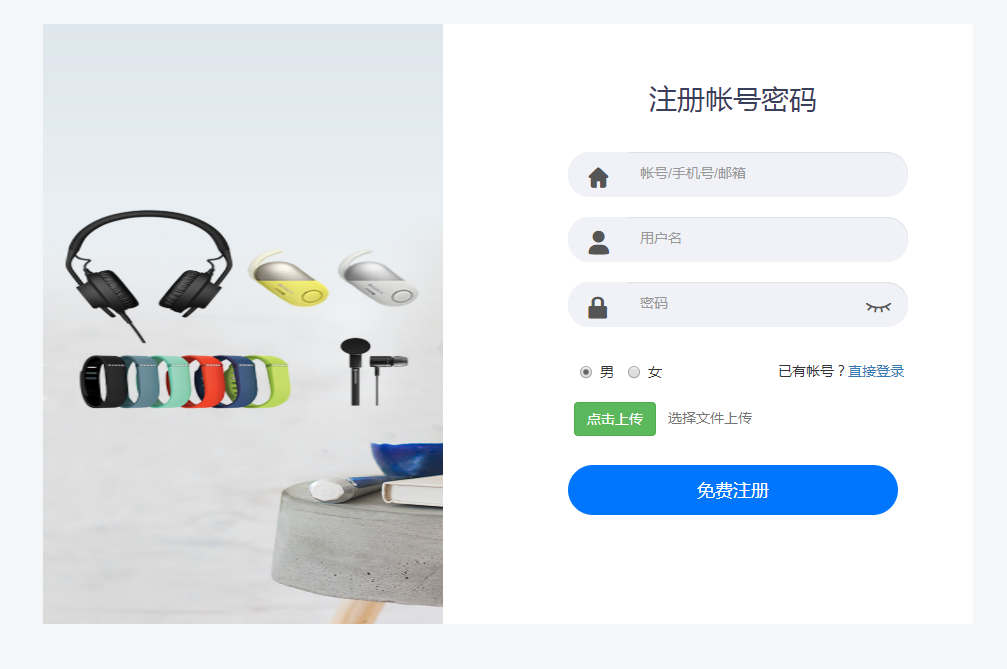 注册帐号密码
帐号/手机号/邮箱
用户名
密码
男 女 已有帐号？直接登录
点击上传 选择文件上传
免费注册